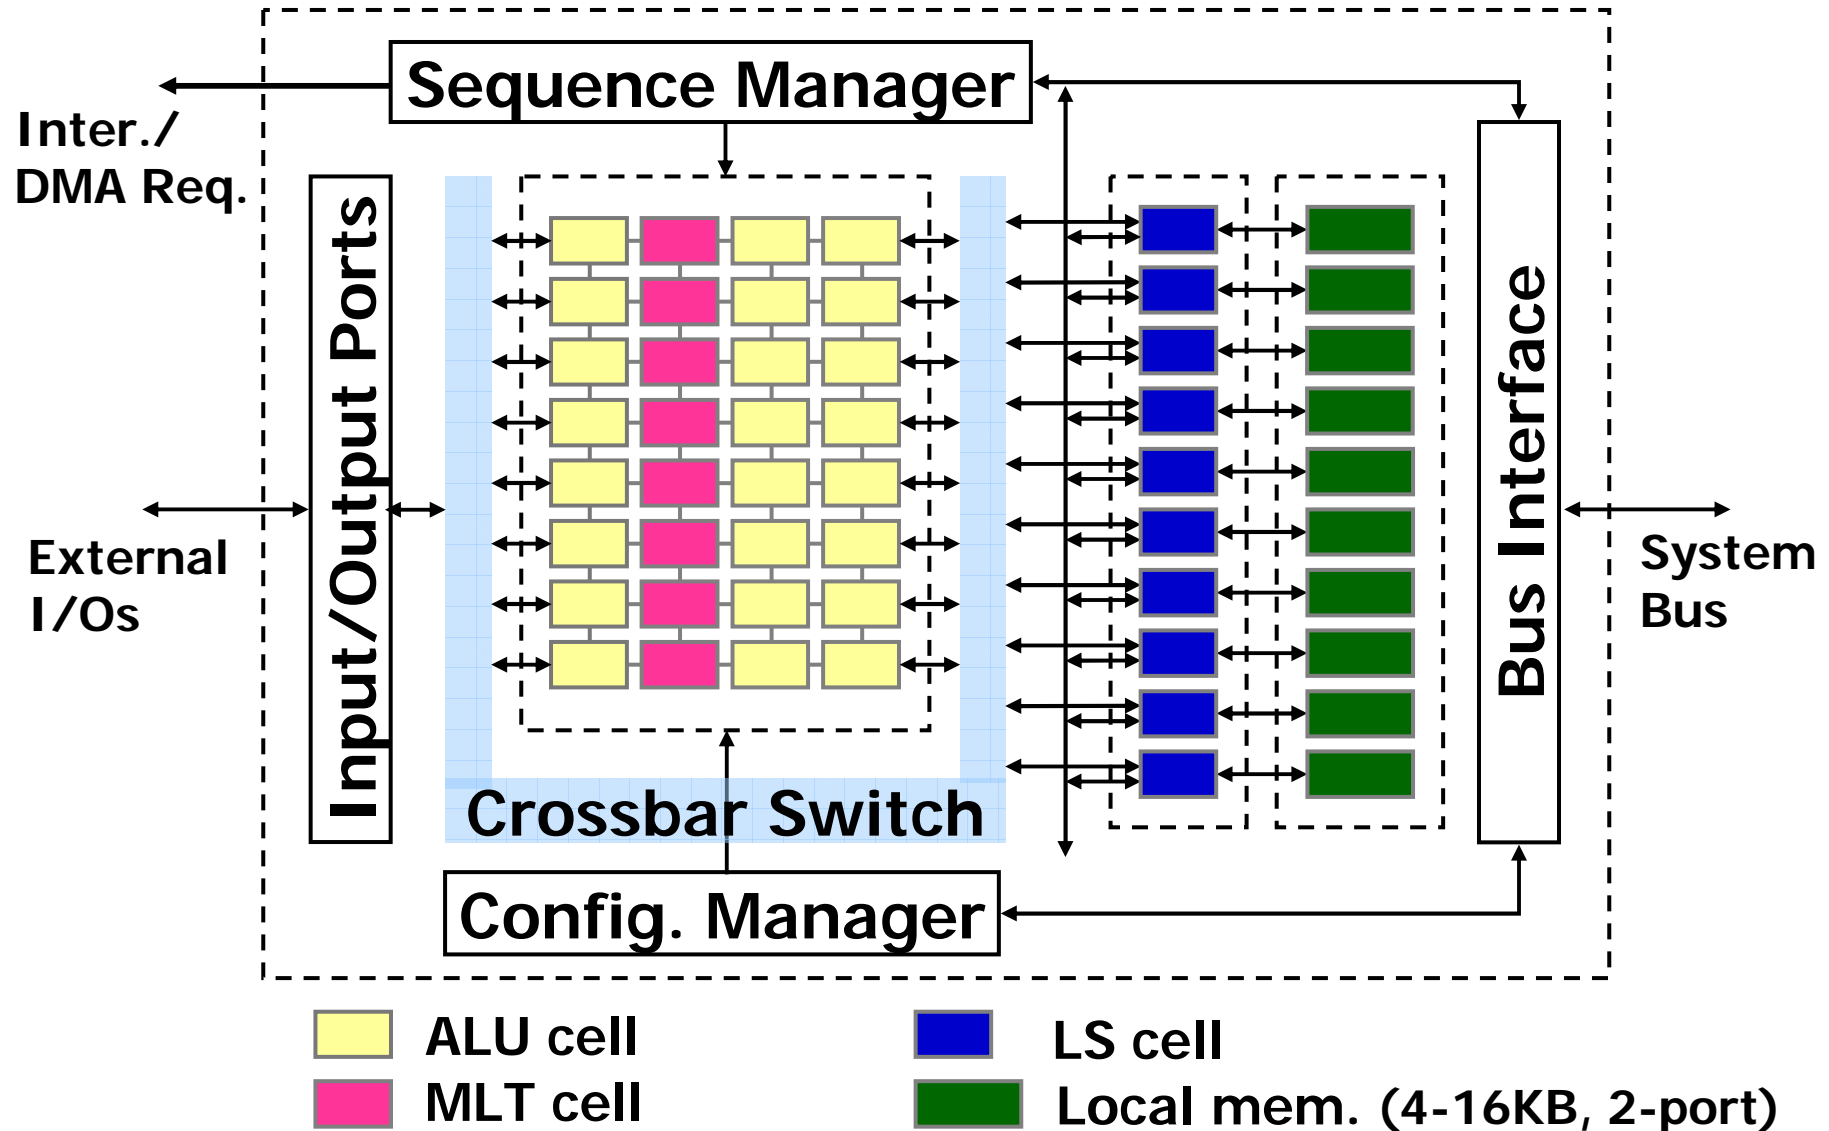 Sequence Manager
Inter./
DMA Req.
Input/Output Ports
Bus Interface
External
I/Os
System
Bus
Crossbar Switch
Config. Manager
ALU cell
LS cell
MLT cell
Local mem. (4-16KB, 2-port)